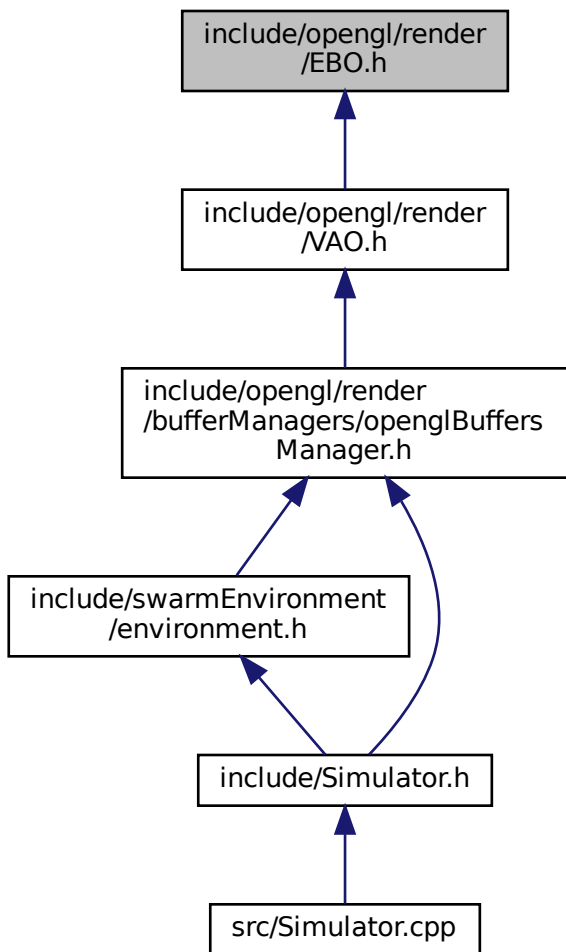 include/opengl/render
/EBO.h
include/opengl/render
/VAO.h
include/opengl/render
/bufferManagers/openglBuffers
Manager.h
include/swarmEnvironment
/environment.h
include/Simulator.h
src/Simulator.cpp